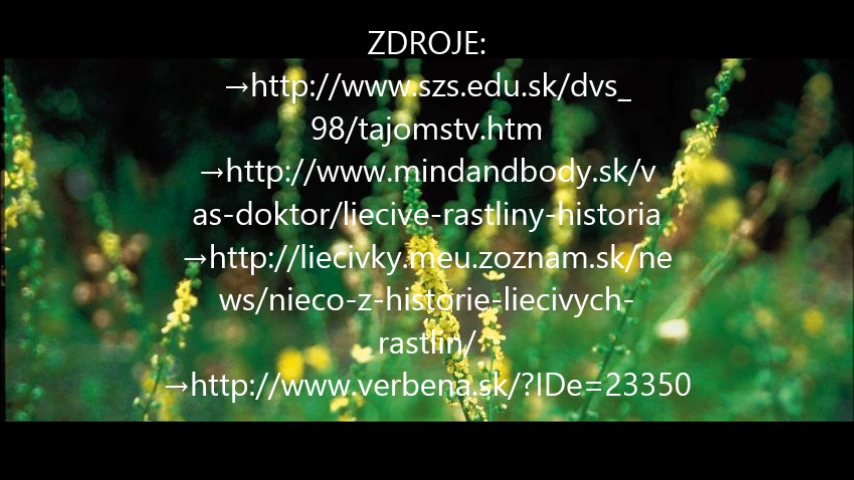 ZDROJE:
→http://www.szs.edu.sk/dvs_
98/tajomstv.htm
→http://www.mindandbody.sk/v
as-doktor/liecive-rastliny-historia
→http://liecivky.meu.zoznam.sk/ne
ws/nieco-z-historie-liecivych-
rastlin/
→http://www.verbena.sk/?IDe=23350